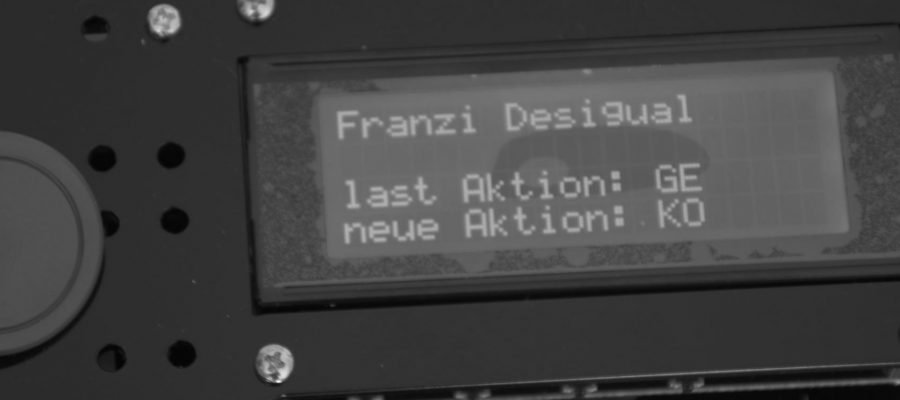 Franzi Desigual
last Aktion: GE
neue Aktion: KO